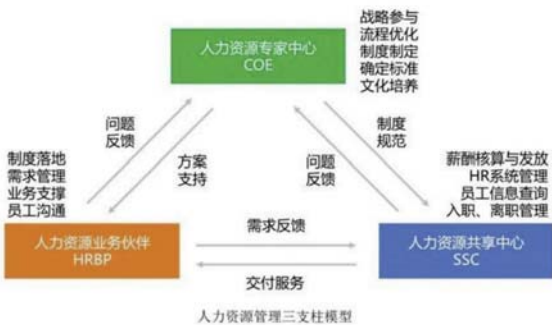 战略参与
流程优化
制度制定
确定标准
文化培养
人力资源专家中心
COE
问题
反馈
方案
支持
问题
反馈
制度
规范
制度落地
需求管理
业务支撑
员工沟通
薪酬核算与发放
HR系统管理
员工信息查询
入职、离职管理
人力资源业务伙伴
HRBP
需求反馈
交付服务
人力资源共享中心
SSC
人力资源管理三支柱模型